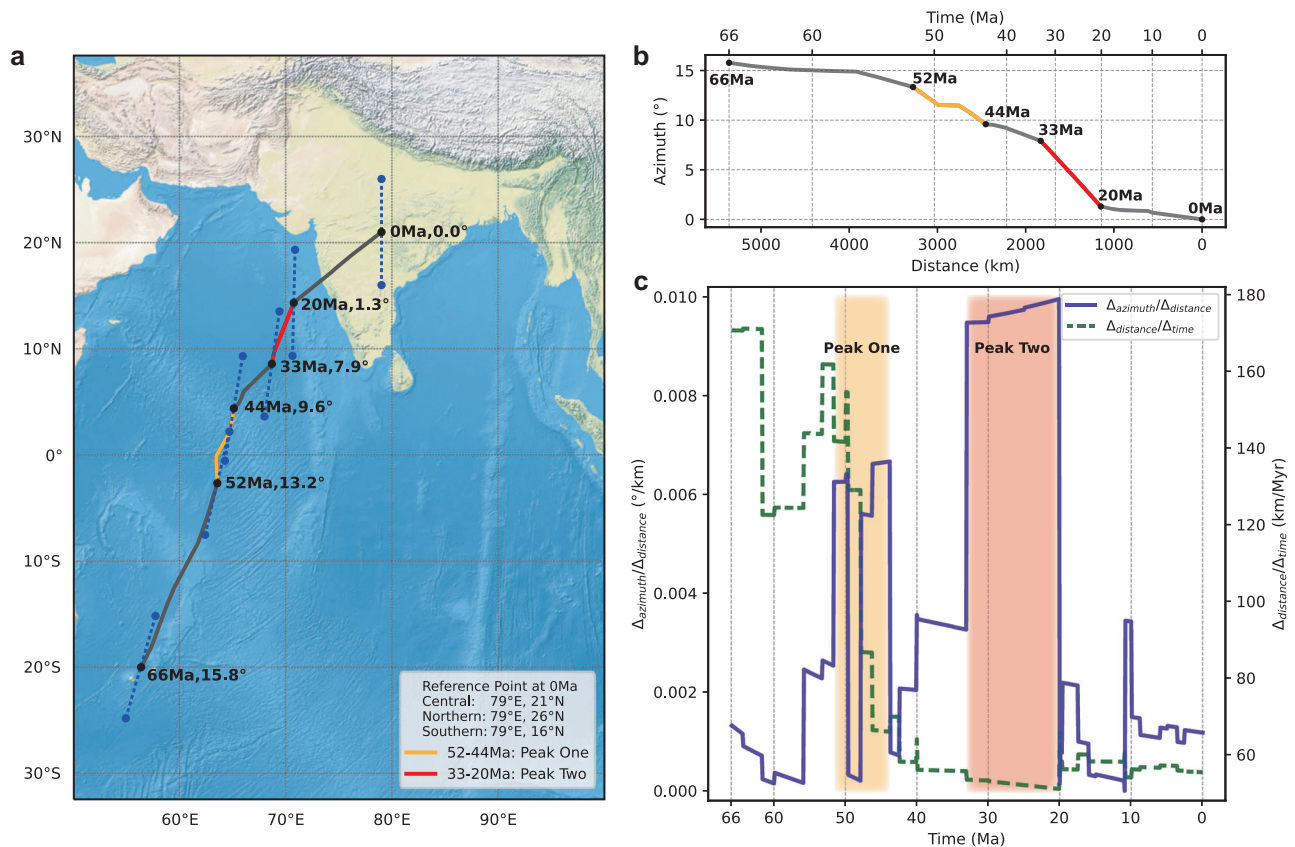 a
30°N
20°N
10°N
0°
10°S
20°S
30°S
60°E
70°E
80°E
90°E
0Ma,0.0°
20Ma,1.3°
33Ma,7.9°
44Ma,9.6°
52Ma,13.2°
66Ma,15.8°
Reference Point at 0Ma
Central: 79°E, 21°N
Northern: 79°E, 26°N
Southern: 79°E, 16°N
52-44Ma: Peak One
33-20Ma: Peak Two
b
Time (Ma)
66 60 50 40 30 20 10 0
Azimuth (°)
15
10
5
0
66Ma
52Ma
44Ma
33Ma
20Ma
0Ma
5000 4000 3000 2000 1000 0
Distance (km)
c
Δazimuth/Δdistance (°/km)
0.010
0.008
0.006
0.004
0.002
0.000
Peak One
Peak Two
Δazimuth/Δdistance
Δdistance/Δtime
180
160
140
120
100
80
60
Δdistance/Δtime (km/Myr)
66 60 50 40 30 20 10 0
Time (Ma)